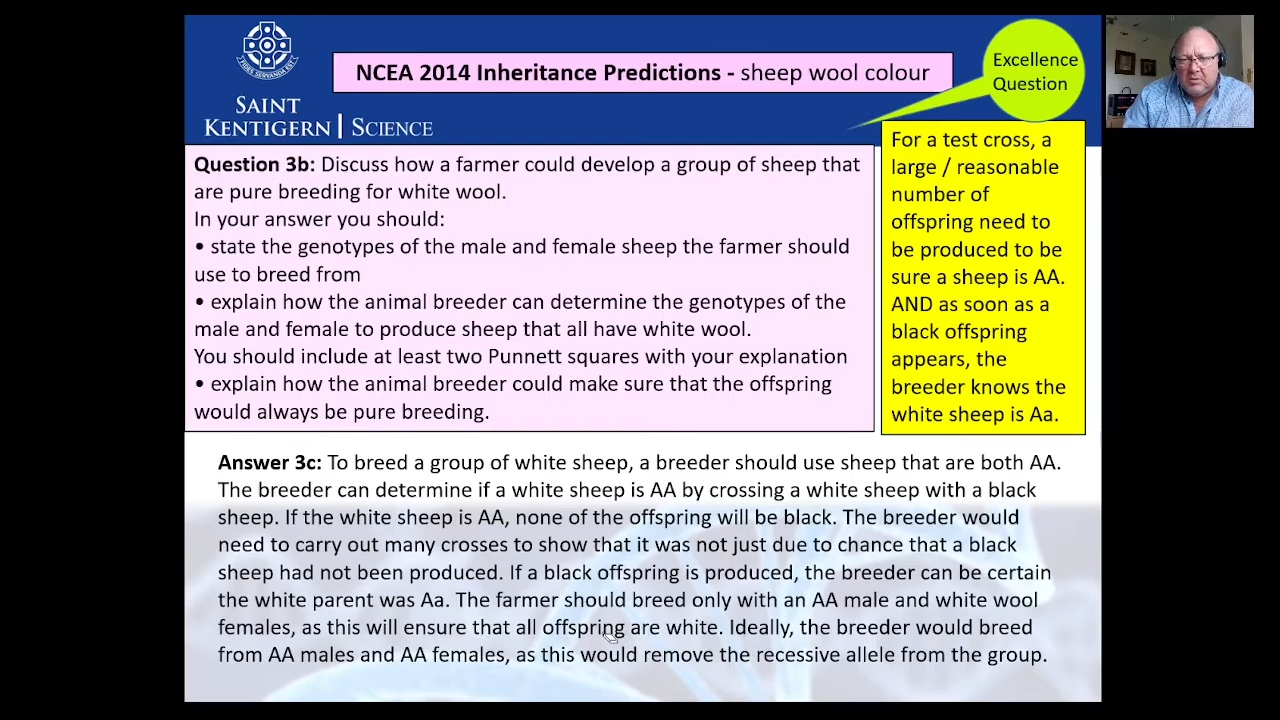 FIDES SERVANDA EST
SAINT
KENTIGERN | SCIENCE
NCEA 2014 Inheritance Predictions - sheep wool colour
Excellence
Question
Question 3b: Discuss how a farmer could develop a group of sheep that
are pure breeding for white wool.
In your answer you should:
• state the genotypes of the male and female sheep the farmer should
use to breed from
• explain how the animal breeder can determine the genotypes of the
male and female to produce sheep that all have white wool.
You should include at least two Punnett squares with your explanation
• explain how the animal breeder could make sure that the offspring
would always be pure breeding.
For a test cross, a
large / reasonable
number of
offspring need to
be produced to be
sure a sheep is AA.
AND as soon as a
black offspring
appears, the
breeder knows the
white sheep is Aa.
Answer 3c: To breed a group of white sheep, a breeder should use sheep that are both AA.
The breeder can determine if a white sheep is AA by crossing a white sheep with a black
sheep. If the white sheep is AA, none of the offspring will be black. The breeder would
need to carry out many crosses to show that it was not just due to chance that a black
sheep had not been produced. If a black offspring is produced, the breeder can be certain
the white parent was Aa. The farmer should breed only with an AA male and white wool
females, as this will ensure that all offspring are white. Ideally, the breeder would breed
from AA males and AA females, as this would remove the recessive allele from the group.